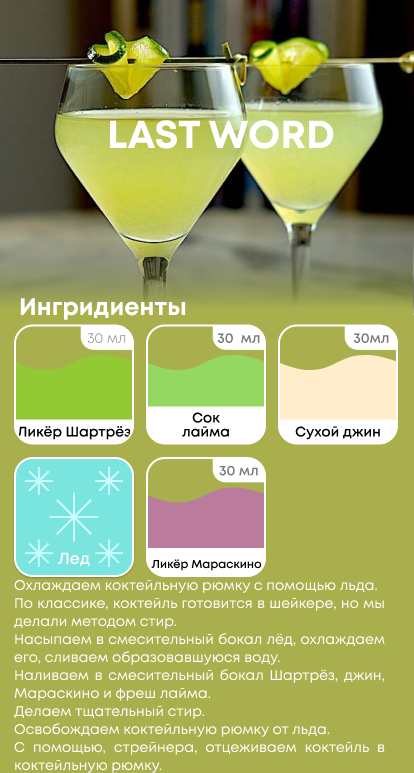 LAST WORD
Ингридиенты
30 мл
30 мл
30мл
Ликёр Шартрёз
Сок
лайма
Сухой джин
30 мл
Лед
Ликёр Мараскино
Охлаждаем коктейльную рюмку с помощью льда.
По классике, коктейль готовится в шейкере, но мы
делали методом стир.
Насыпаем в смесительный бокал лёд, охлаждаем
его, сливаем образовавшуюся воду.
Наливаем в смесительный бокал Шартрёз, джин,
Мараскино и фреш лайма.
Делаем тщательный стир.
Освобождаем коктейльную рюмку от льда.
С помощью, стрейнера, отцеживаем коктейль в
коктейльную рюмку.